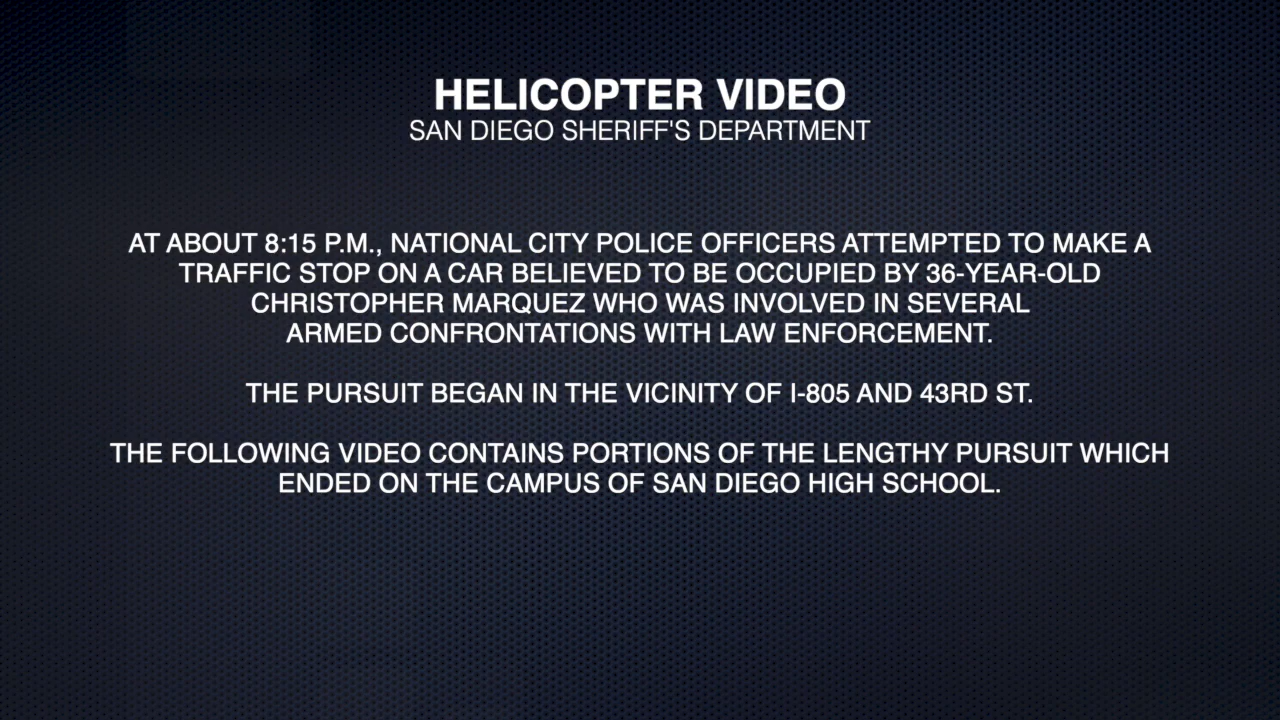 HELICOPTER VIDEO
SAN DIEGO SHERIFF'S DEPARTMENT
AT ABOUT 8:15 P.M., NATIONAL CITY POLICE OFFICERS ATTEMPTED TO MAKE A
TRAFFIC STOP ON A CAR BELIEVED TO BE OCCUPIED BY 36-YEAR-OLD
CHRISTOPHER MARQUEZ WHO WAS INVOLVED IN SEVERAL
ARMED CONFRONTATIONS WITH LAW ENFORCEMENT.
THE PURSUIT BEGAN IN THE VICINITY OF I-805 AND 43RD ST.
THE FOLLOWING VIDEO CONTAINS PORTIONS OF THE LENGTHY PURSUIT WHICH
ENDED ON THE CAMPUS OF SAN DIEGO HIGH SCHOOL.